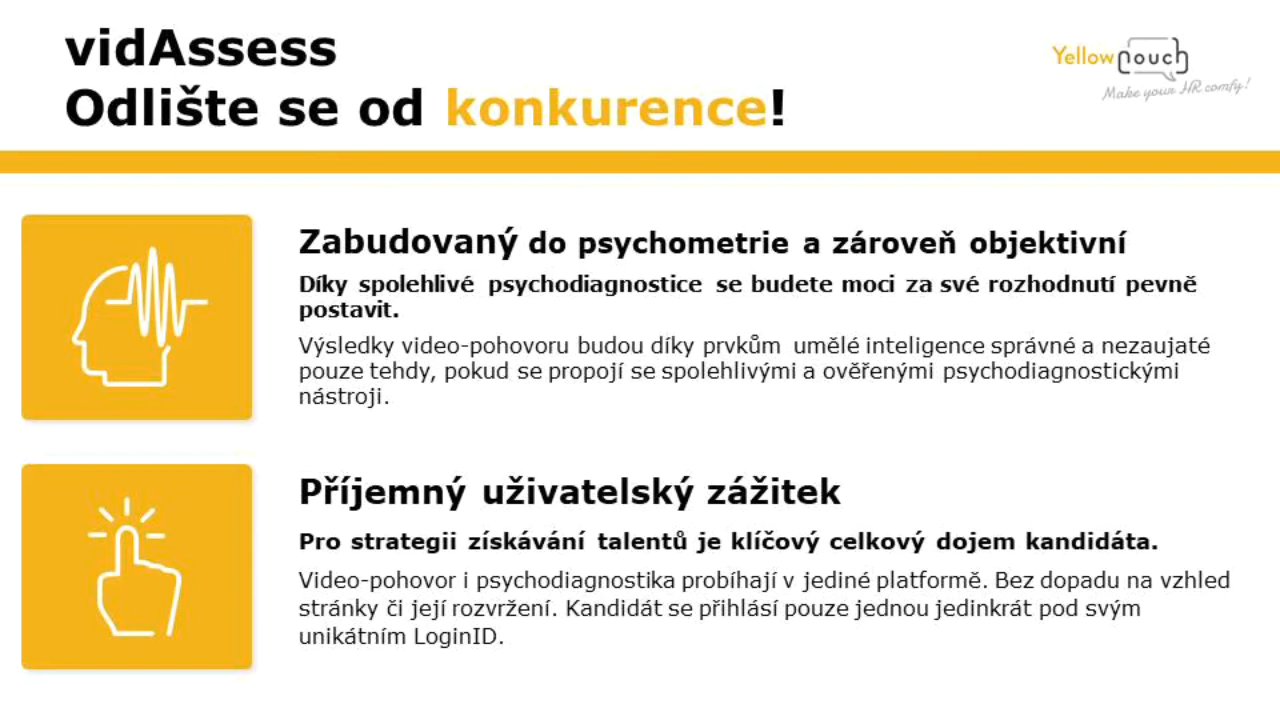 vidAssess
Odlište se od konkurence!
Yellow nouch
Make your HR comfy!
Zabudovaný do psychometrie a zároveň objektivní
Díky spolehlivé psychodiagnostice se budete moci za své rozhodnutí pevně
postavit.
Výsledky video-pohovoru budou díky prvkům umělé inteligence správné a nezaujaté
pouze tehdy, pokud se propojí se spolehlivými a ověřenými psychodiagnostickými
nástroji.
Příjemný uživatelský zážitek
Pro strategii získávání talentů je klíčový celkový dojem kandidáta.
Video-pohovor i psychodiagnostika probíhají v jediné platformě. Bez dopadu na vzhled
stránky či její rozvržení. Kandidát se přihlásí pouze jednou jedinkrát pod svým
unikátním LoginID.